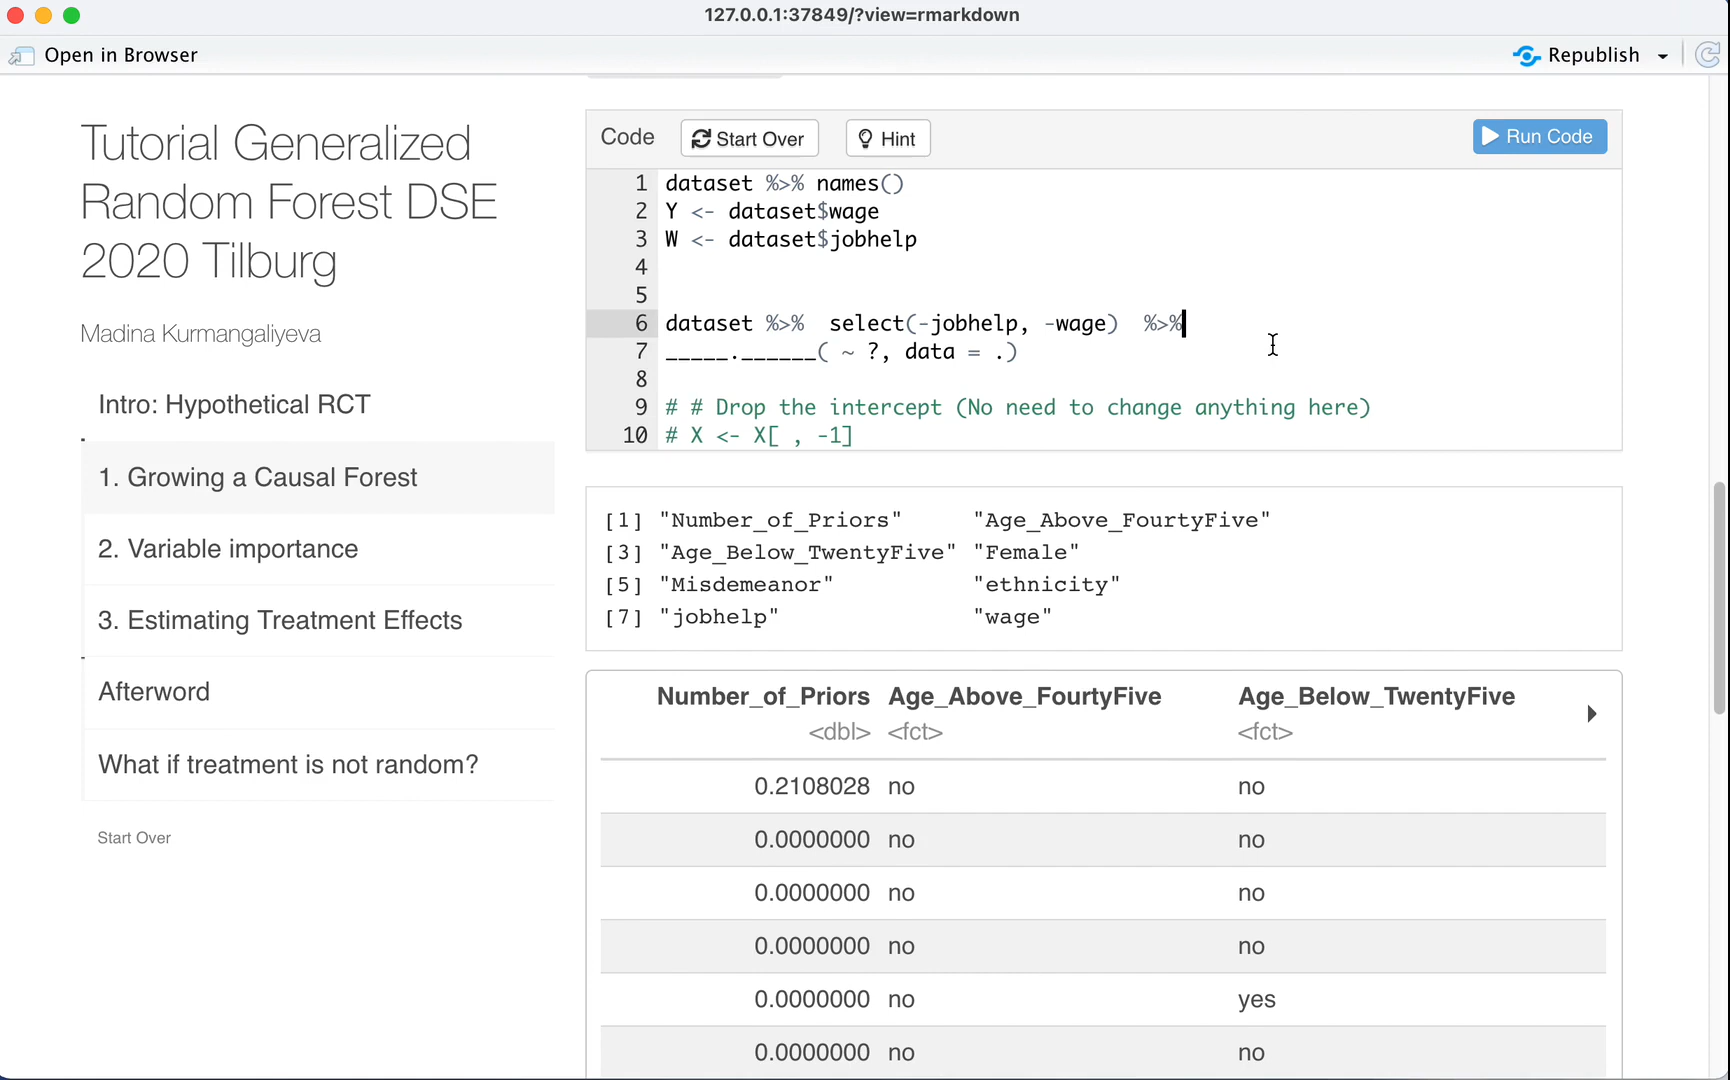 127.0.0.1:37849/?view=rmarkdown
Open in Browser
Republish
Tutorial Generalized
Random Forest DSE
2020 Tilburg
Madina Kurmangaliyeva
Intro: Hypothetical RCT
1. Growing a Causal Forest
2. Variable importance
3. Estimating Treatment Effects
Afterword
What if treatment is not random?
Start Over
Code Start Over Hint Run Code
1 dataset %>% names()
2 Y <- dataset$wage
3 W <- dataset$jobhelp
4
5
6 dataset %>%  select(-jobhelp, -wage)  %>%
7 _____.______( ~ ?, data = .)
8
9 # # Drop the intercept (No need to change anything here)
10 # X <- X[ , -1]
[1] "Number_of_Priors" "Age_Above_FourtyFive"
[3] "Age_Below_TwentyFive" "Female"
[5] "Misdemeanor" "ethnicity"
[7] "jobhelp" "wage"
Number_of_Priors Age_Above_FourtyFive Age_Below_TwentyFive
<dbl> <fct> <fct>
0.2108028 no no
0.0000000 no no
0.0000000 no no
0.0000000 no no
0.0000000 no yes
0.0000000 no no